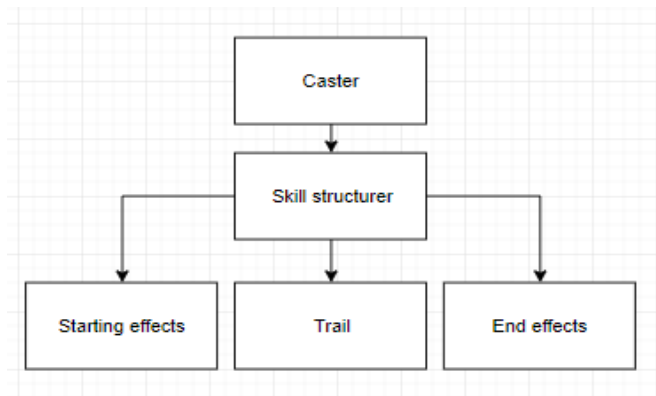 Caster
Skill structurer
Starting effects
Trail
End effects